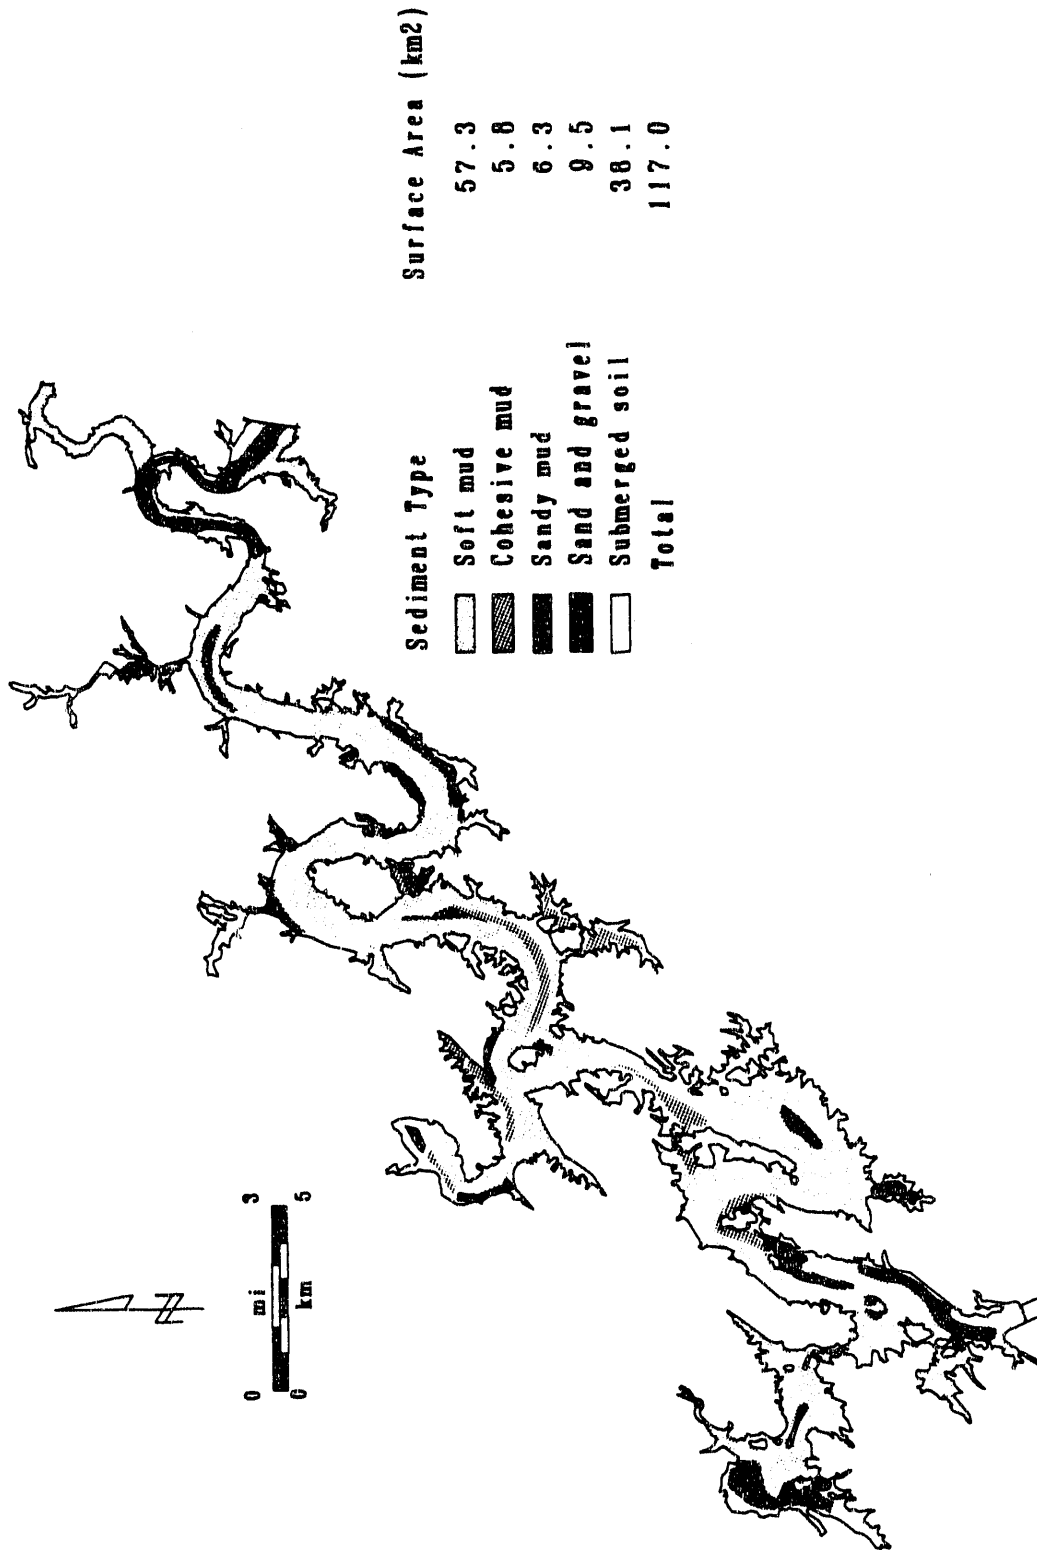 0 mi 3
0 km 5
N
Sediment Type Surface Area (km2)
Soft mud 57.3
Cohesive mud 5.8
Sandy mud 6.3
Sand and gravel 9.5
Submerged soil 38.1
Total 117.0